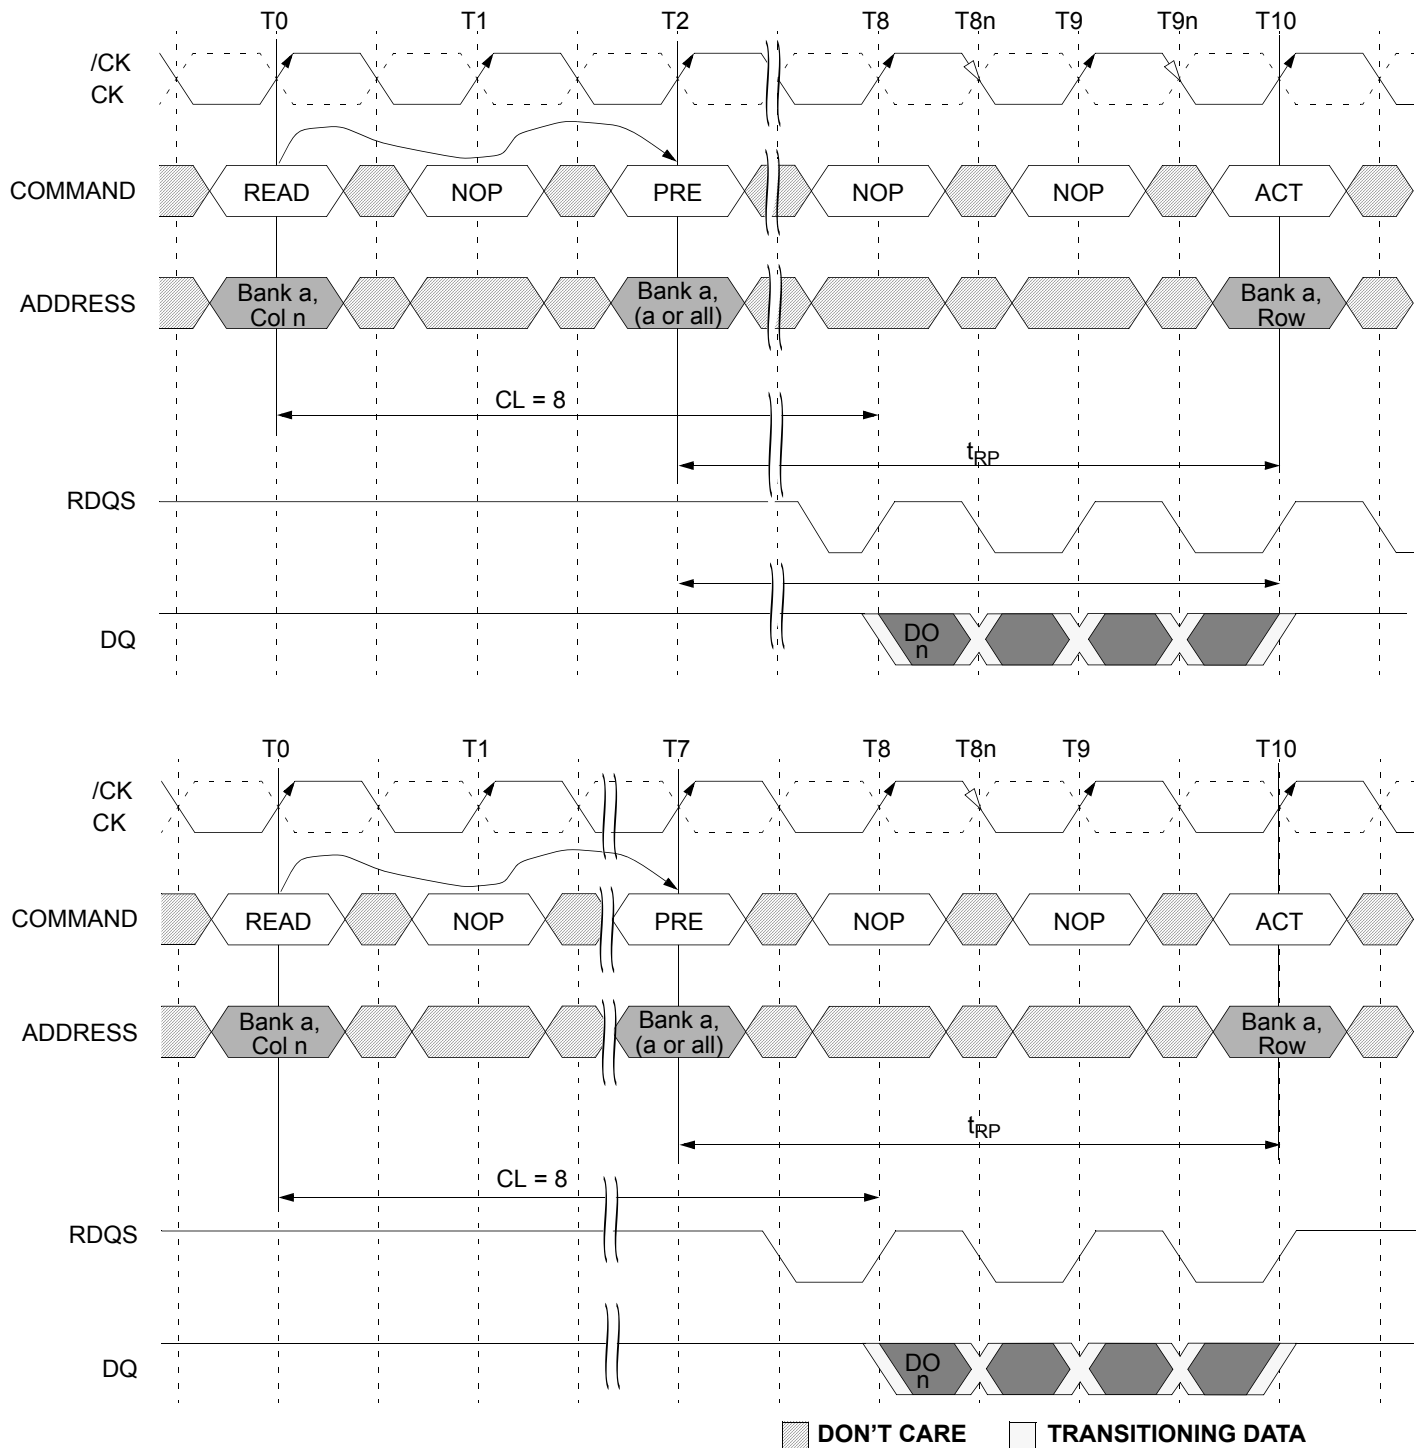 T0 T1 T2 T8 T8n T9 T9n T10
/CK
CK
COMMAND READ NOP PRE NOP NOP ACT
ADDRESS Bank a, Bank a, Bank a,
Col n (a or all) Row
CL = 8
tRP
RDQS
DQ DO
n
T0 T1 T7 T8 T8n T9 T10
/CK
CK
COMMAND READ NOP PRE NOP NOP ACT
ADDRESS Bank a, Bank a, Bank a,
Col n (a or all) Row
tRP
CL = 8
RDQS
DQ DO
n
DON'T CARE TRANSITIONING DATA